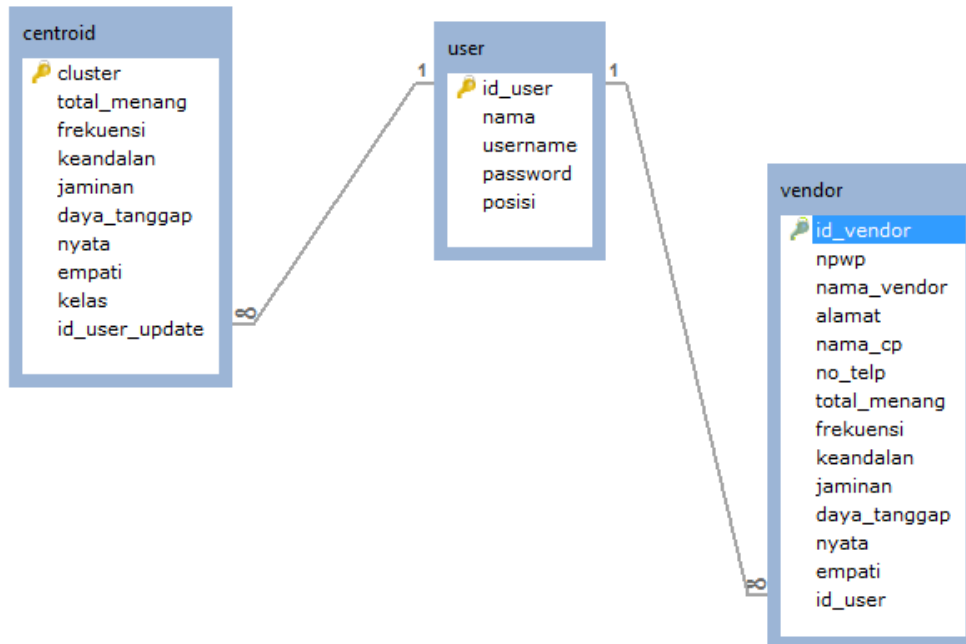 centroid
cluster
total_menang
frekuensi
keandalan
jaminan
daya_tanggap
nyata
empati
kelas
id_user_update
1
∞
user
id_user
nama
username
password
posisi
1
∞
vendor
id_vendor
npwp
nama_vendor
alamat
nama_cp
no_telp
total_menang
frekuensi
keandalan
jaminan
daya_tanggap
nyata
empati
id_user